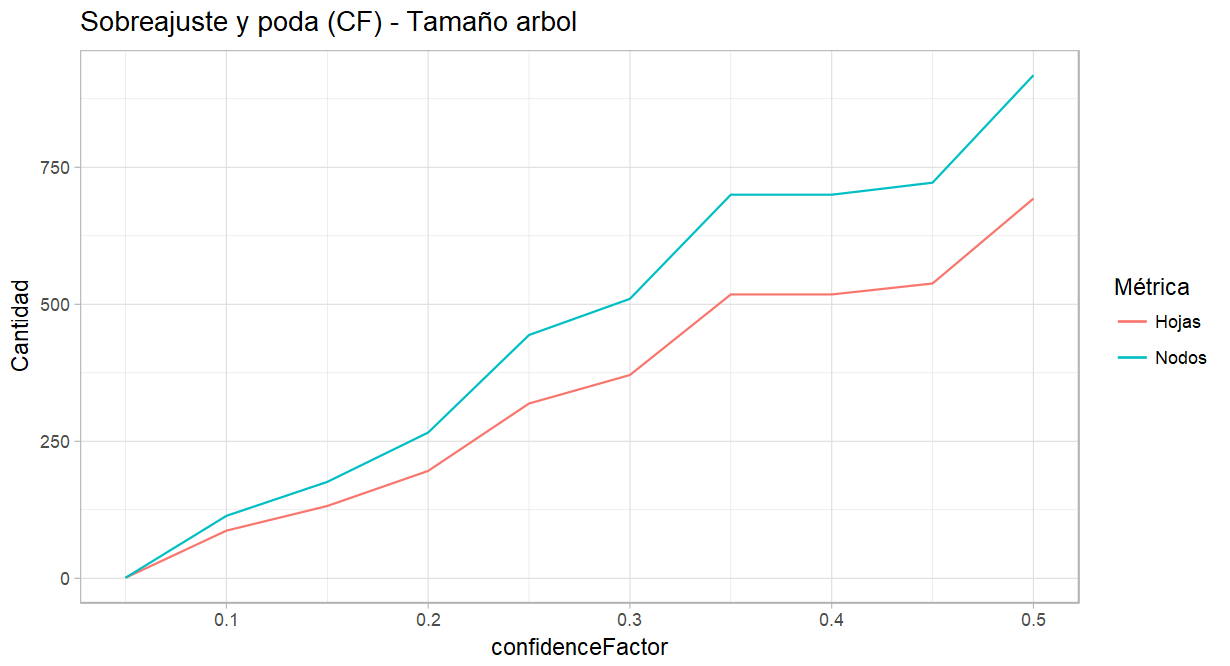 Sobreajuste y poda (CF) - Tamaño arbol
Cantidad
750
500
250
0
0.1
0.2
0.3
0.4
0.5
confidenceFactor
Métrica
Hojas
Nodos